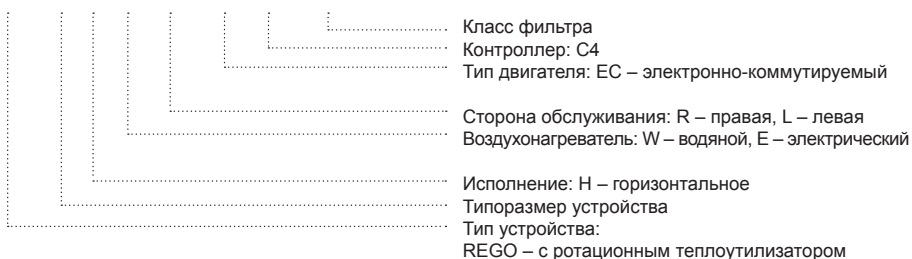 Класс фильтра
Контроллер: C4
Тип двигателя: EC – электронно-коммутируемый
Сторона обслуживания: R – правая, L – левая
Воздухонагреватель: W – водяной, E – электрический
Исполнение: H – горизонтальное
Типоразмер устройства
Тип устройства:
REGO – с ротационным теплоутилизатором